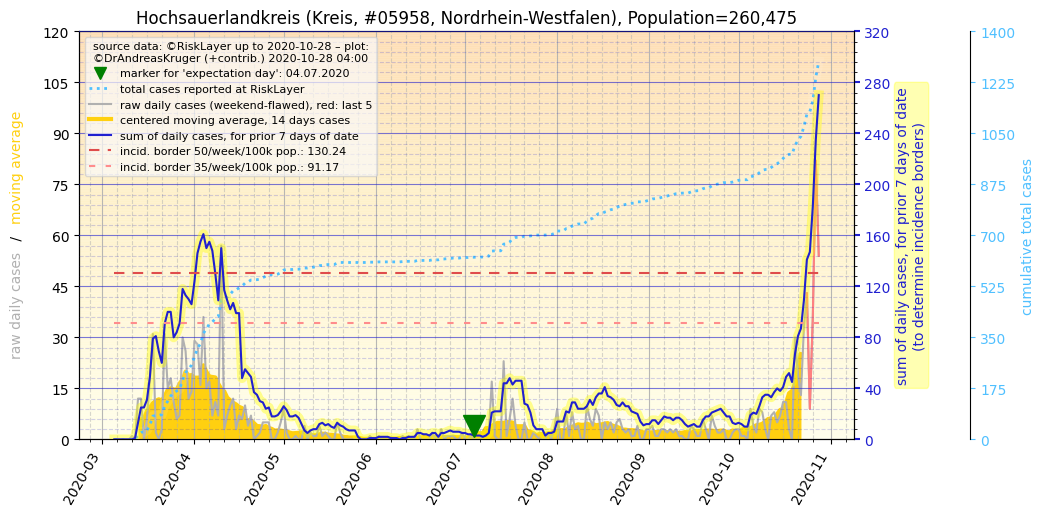 Hochsauerlandkreis (Kreis, #05958, Nordrhein-Westfalen), Population=260,475
source data: ©RiskLayer up to 2020-10-28 – plot:
©DrAndreasKruger (+contrib.) 2020-10-28 04:00
marker for 'expectation day': 04.07.2020
total cases reported at RiskLayer
raw daily cases (weekend-flawed), red: last 5
centered moving average, 14 days cases
sum of daily cases, for prior 7 days of date
incid. border 50/week/100k pop.: 130.24
incid. border 35/week/100k pop.: 91.17
raw daily cases / moving average
120
105
90
75
60
45
30
15
0
320
280
240
200
160
120
80
40
0
sum of daily cases, for prior 7 days of date
(to determine incidence borders)
1400
1225
1050
875
700
525
350
175
0
cumulative total cases
2020-03
2020-04
2020-05
2020-06
2020-07
2020-08
2020-09
2020-10
2020-11